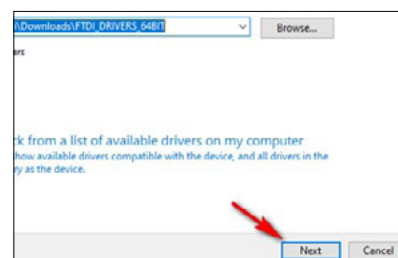 i\Downloads\FTDI_DRIVERS_64BIT Browse...
ers
ck from a list of available drivers on my computer
how available drivers compatible with the device, and all drivers in the
ry as the device.
Next Cancel